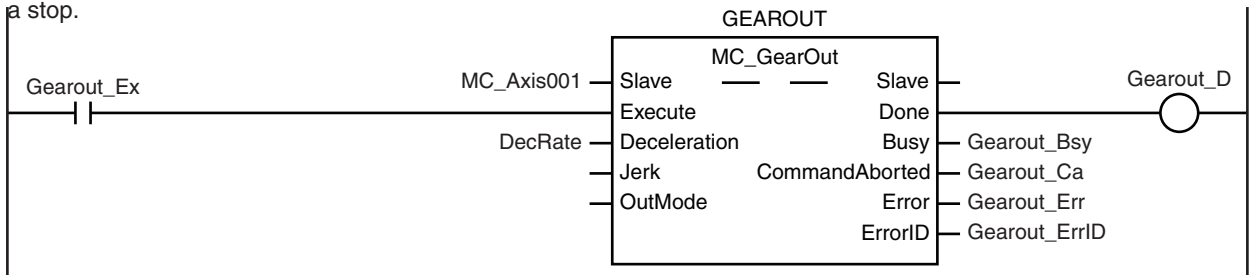 a stop.
GEAROUT
MC_GearOut
MC_Axis001 Slave Slave
Gearout_Ex Gearout_D
Execute Done
DecRate Deceleration Busy Gearout_Bsy
Jerk CommandAborted Gearout_Ca
OutMode Error Gearout_Err
ErrorID Gearout_ErrID